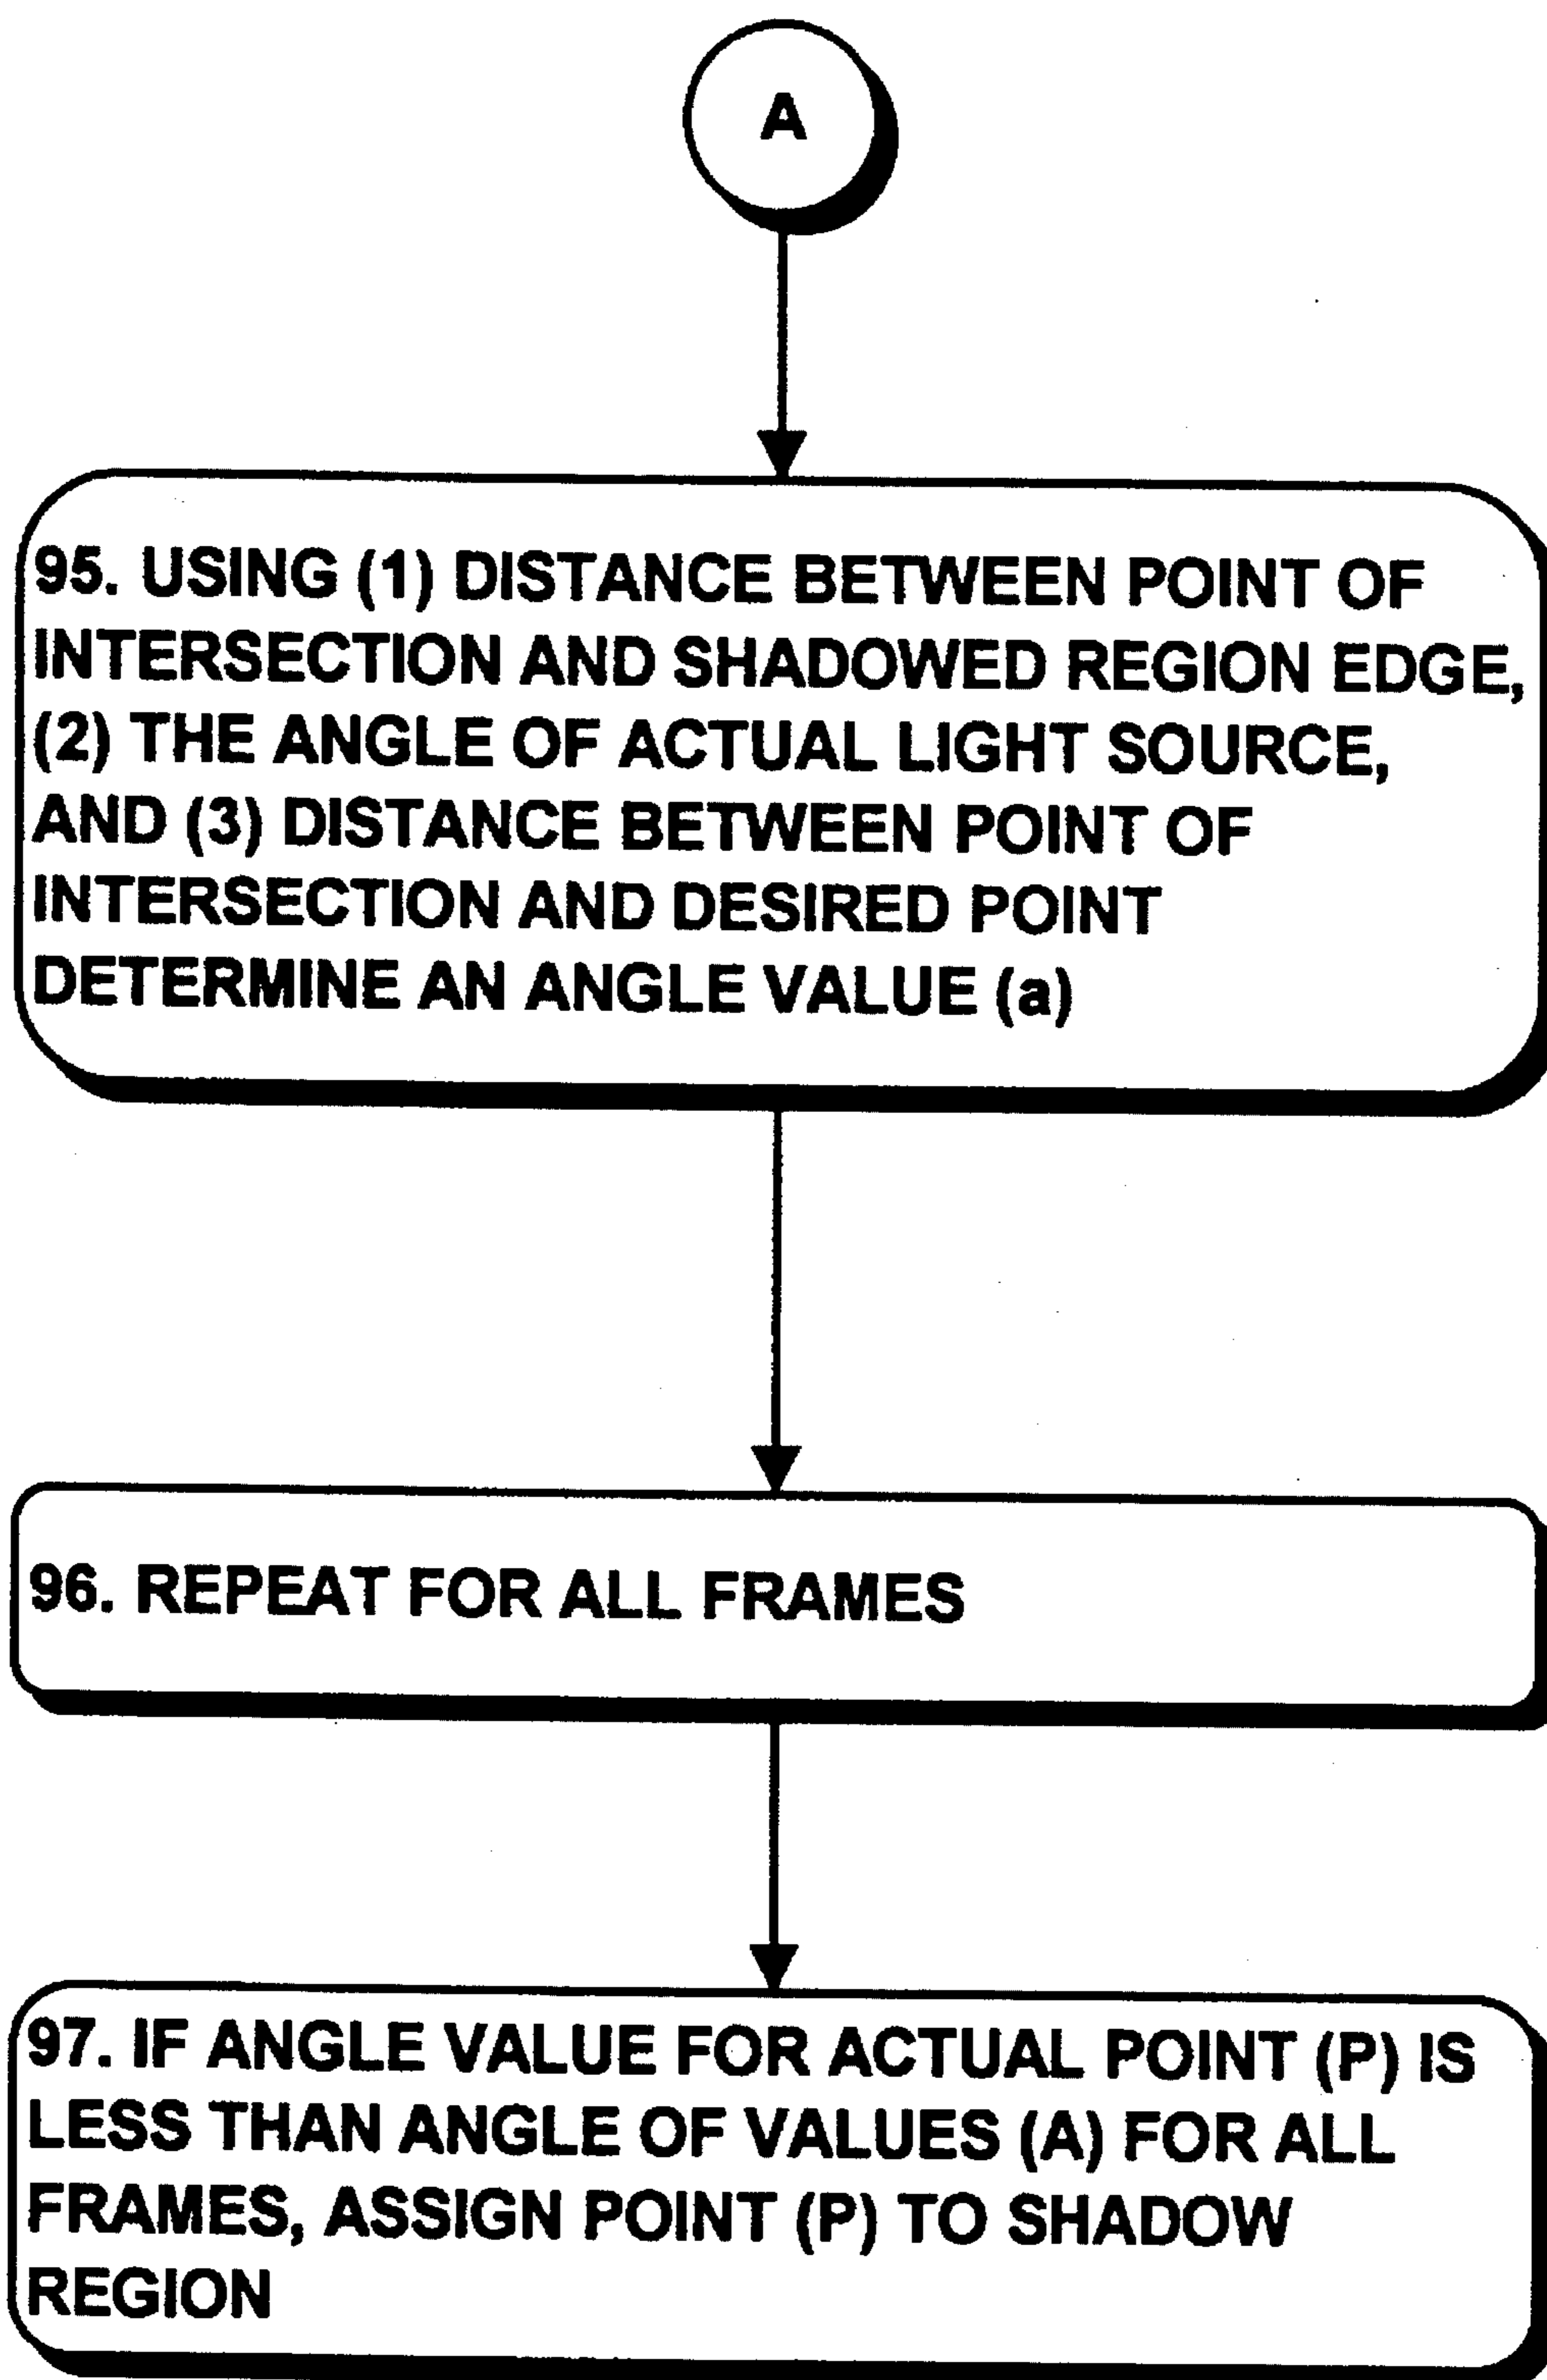 A
95. USING (1) DISTANCE BETWEEN POINT OF
INTERSECTION AND SHADOWED REGION EDGE,
(2) THE ANGLE OF ACTUAL LIGHT SOURCE,
AND (3) DISTANCE BETWEEN POINT OF
INTERSECTION AND DESIRED POINT
DETERMINE AN ANGLE VALUE (a)
96. REPEAT FOR ALL FRAMES
97. IF ANGLE VALUE FOR ACTUAL POINT (P) IS
LESS THAN ANGLE OF VALUES (A) FOR ALL
FRAMES, ASSIGN POINT (P) TO SHADOW
REGION